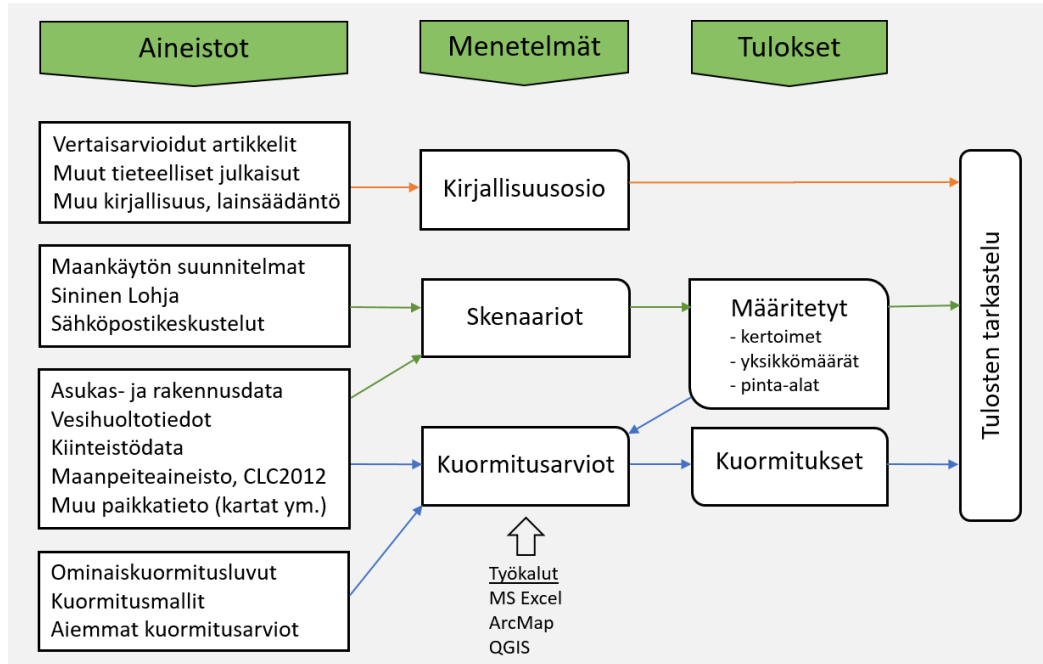 Aineistot
Menetelmät
Tulokset
Vertaisarvioidut artikkelit
Muut tieteelliset julkaisut
Muu kirjallisuus, lainsäädäntö
Kirjallisuusosio
Maankäytön suunnitelmat
Sininen Lohja
Sähköpostikeskustelut
Skenaariot
Määritetyt
- kertoimet
- yksikkömäärät
- pinta-alat
Tulosten tarkastelu
Asukas- ja rakennusdata
Vesihuoltotiedot
Kiinteistödata
Maanpeiteaineisto, CLC2012
Muu paikkatieto (kartat ym.)
Kuormitusarviot
Kuormitukset
Ominaiskuormitusluvut
Kuormitusmallit
Aiemmat kuormitusarviot
Työkalut
MS Excel
ArcMap
QGIS